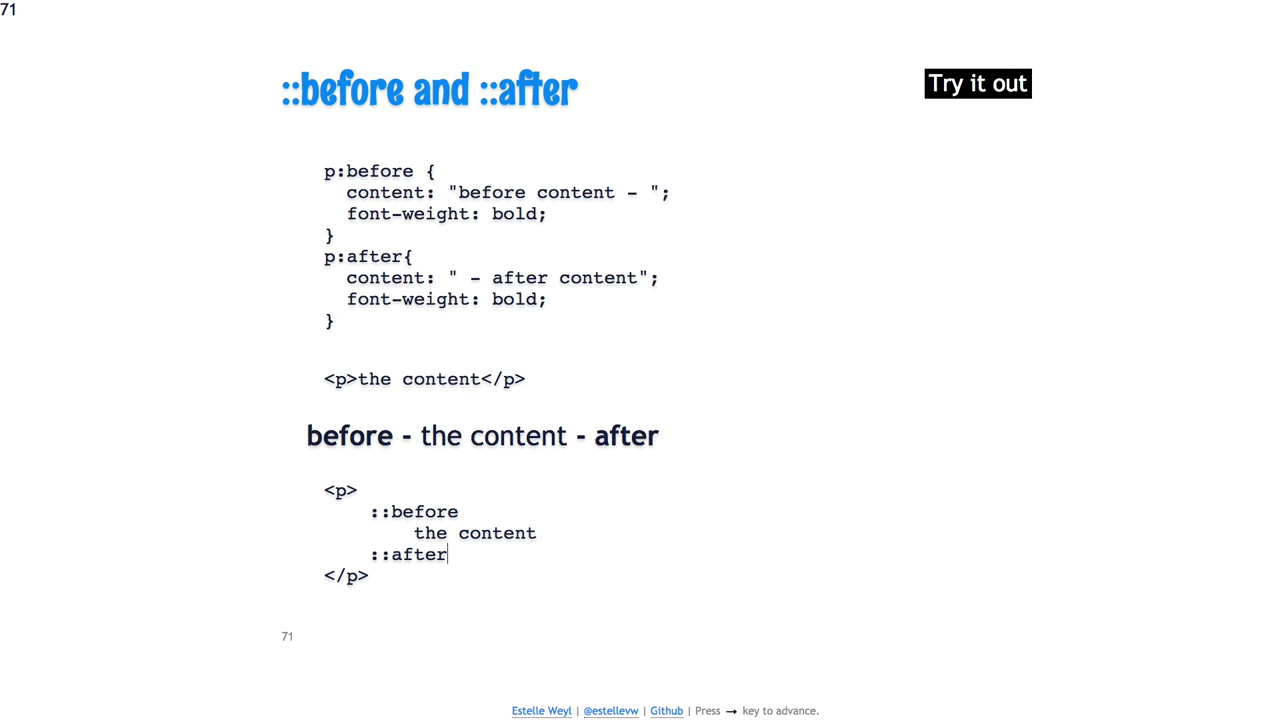 71
::before and ::after
Try it out
p:before {
  content: "before content - ";
  font-weight: bold;
}
p:after{
  content: " - after content";
  font-weight: bold;
}
<p>the content</p>
before - the content - after
<p>
    ::before
        the content
    ::after
</p>
71
Estelle Weyl | @estellevw | Github | Press → key to advance.